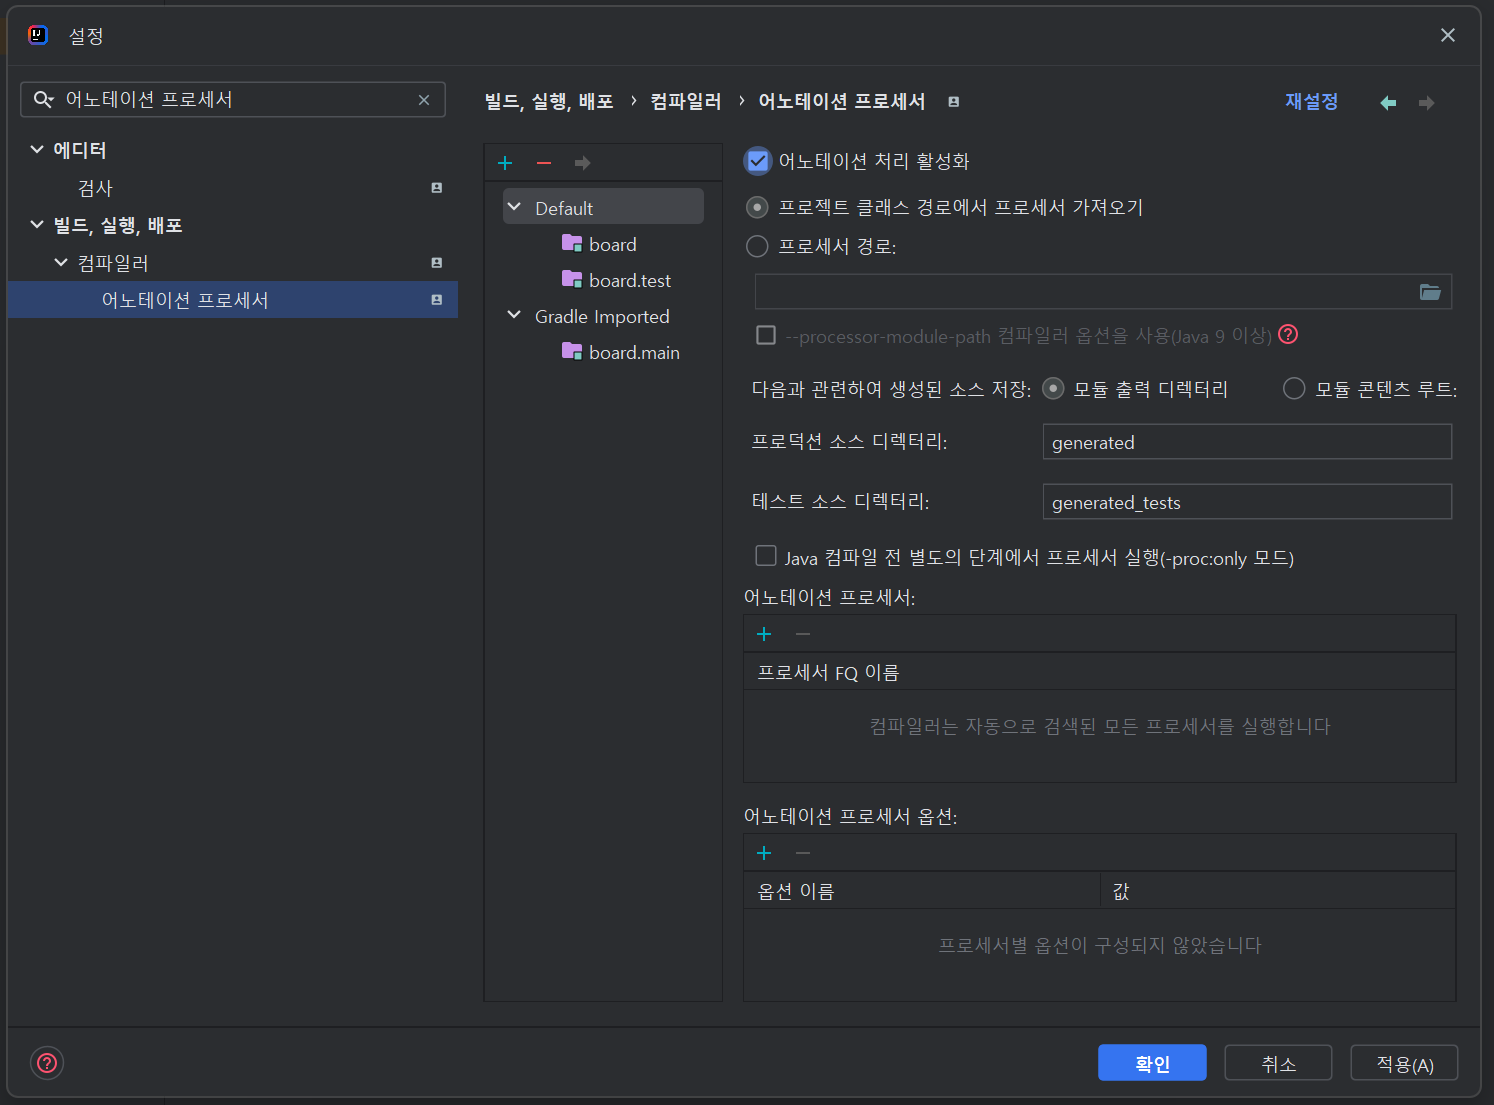 설정
어노테이션 프로세서
에디터
검사
빌드, 실행, 배포
컴파일러
어노테이션 프로세서
빌드, 실행, 배포 › 컴파일러 › 어노테이션 프로세서
재설정
Default
board
board.test
Gradle Imported
board.main
어노테이션 처리 활성화
프로젝트 클래스 경로에서 프로세서 가져오기
프로세서 경로:
--processor-module-path 컴파일러 옵션을 사용(Java 9 이상)
다음과 관련하여 생성된 소스 저장: 모듈 출력 디렉터리 모듈 콘텐츠 루트:
프로덕션 소스 디렉터리: generated
테스트 소스 디렉터리: generated_tests
Java 컴파일 전 별도의 단계에서 프로세서 실행(-proc:only 모드)
어노테이션 프로세서:
프로세서 FQ 이름
컴파일러는 자동으로 검색된 모든 프로세서를 실행합니다
어노테이션 프로세서 옵션:
옵션 이름 값
프로세서별 옵션이 구성되지 않았습니다
확인 취소 적용(A)